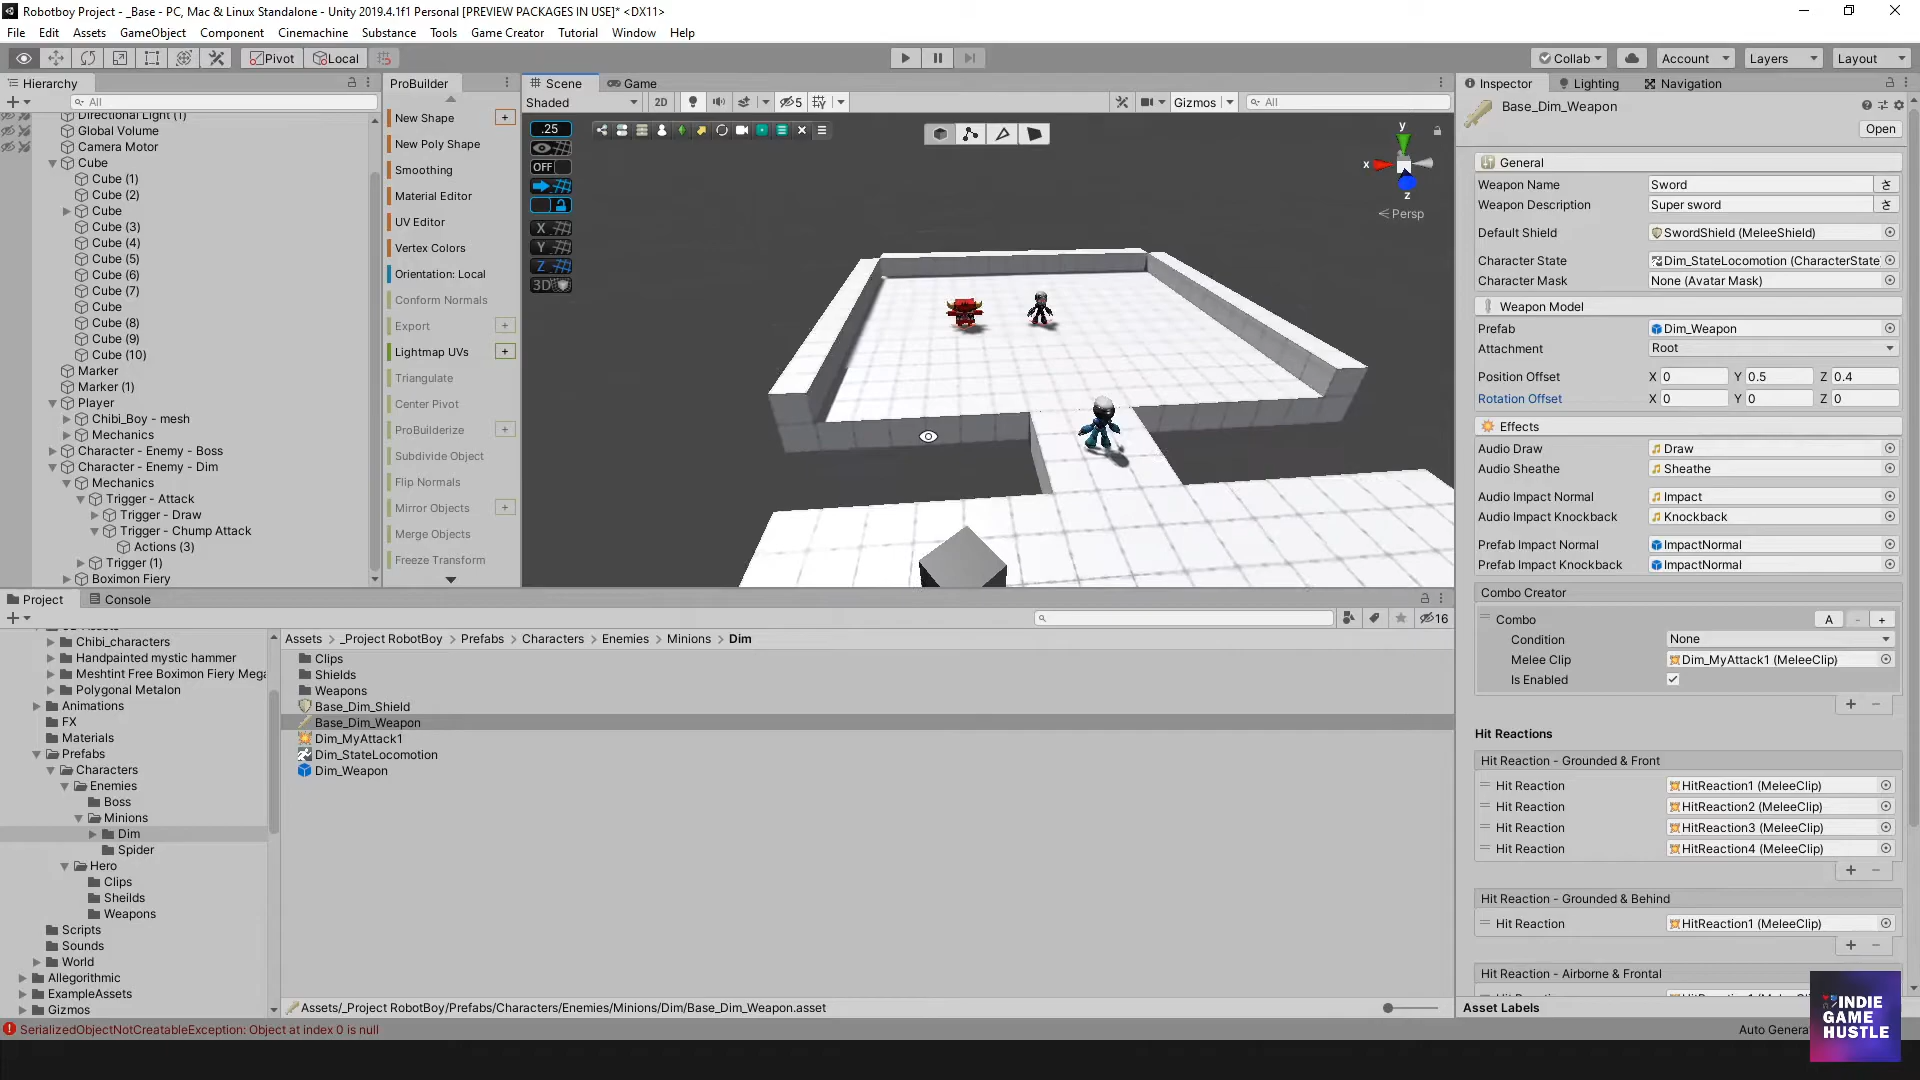 Robotboy Project - _Base - PC, Mac & Linux Standalone - Unity 2019.4.1f1 Personal [PREVIEW PACKAGES IN USE]* <DX11>
File Edit Assets GameObject Component Cinemachine Substance Tools Game Creator Tutorial Window Help
Pivot Local Collab Account Layers Layout
Hierarchy
All
Directional Light (1)
Global Volume
Camera Motor
Cube
Cube (1)
Cube (2)
Cube
Cube (3)
Cube (4)
Cube (5)
Cube (6)
Cube (7)
Cube
Cube (8)
Cube (9)
Cube (10)
Marker
Marker (1)
Player
Chibi_Boy - mesh
Mechanics
Character - Enemy - Boss
Character - Enemy - Dim
Mechanics
Trigger - Attack
Trigger - Draw
Trigger - Chump Attack
Actions (3)
Trigger (1)
Boximon Fiery
ProBuilder
New Shape +
New Poly Shape
Smoothing
Material Editor
UV Editor
Vertex Colors
Orientation: Local
Conform Normals
Export +
Lightmap UVs +
Triangulate
Center Pivot
ProBuilderize +
Subdivide Object
Flip Normals
Mirror Objects +
Merge Objects
Freeze Transform
Scene Game
Shaded 2D 5 Gizmos All
.25
OFF
X
Y
Z
3D
y
x
z
Persp
Project Console
16
Chibi_characters
Handpainted mystic hammer
Meshtint Free Boximon Fiery Mega
Polygonal Metalon
Animations
FX
Materials
Prefabs
Characters
Enemies
Boss
Minions
Dim
Spider
Hero
Clips
Sheilds
Weapons
Scripts
Sounds
World
Allegorithmic
ExampleAssets
Gizmos
Assets > _Project RobotBoy > Prefabs > Characters > Enemies > Minions > Dim
Clips
Shields
Weapons
Base_Dim_Shield
Base_Dim_Weapon
Dim_MyAttack1
Dim_StateLocomotion
Dim_Weapon
Assets/_Project RobotBoy/Prefabs/Characters/Enemies/Minions/Dim/Base_Dim_Weapon.asset
SerializedObjectNotCreatableException: Object at index 0 is null
Inspector Lighting Navigation
Base_Dim_Weapon
Open
General
Weapon Name Sword
Weapon Description Super sword
Default Shield SwordShield (MeleeShield)
Character State Dim_StateLocomotion (CharacterState
Character Mask None (Avatar Mask)
Weapon Model
Prefab Dim_Weapon
Attachment Root
Position Offset X 0 Y 0.5 Z 0.4
Rotation Offset X 0 Y 0 Z 0
Effects
Audio Draw Draw
Audio Sheathe Sheathe
Audio Impact Normal Impact
Audio Impact Knockback Knockback
Prefab Impact Normal ImpactNormal
Prefab Impact Knockback ImpactNormal
Combo Creator
Combo A - +
Condition None
Melee Clip Dim_MyAttack1 (MeleeClip)
Is Enabled
Hit Reactions
Hit Reaction - Grounded & Front
Hit Reaction HitReaction1 (MeleeClip)
Hit Reaction HitReaction2 (MeleeClip)
Hit Reaction HitReaction3 (MeleeClip)
Hit Reaction HitReaction4 (MeleeClip)
Hit Reaction - Grounded & Behind
Hit Reaction HitReaction1 (MeleeClip)
Hit Reaction - Airborne & Frontal
Asset Labels
Auto Genera
INDIE
GAME
HUSTLE